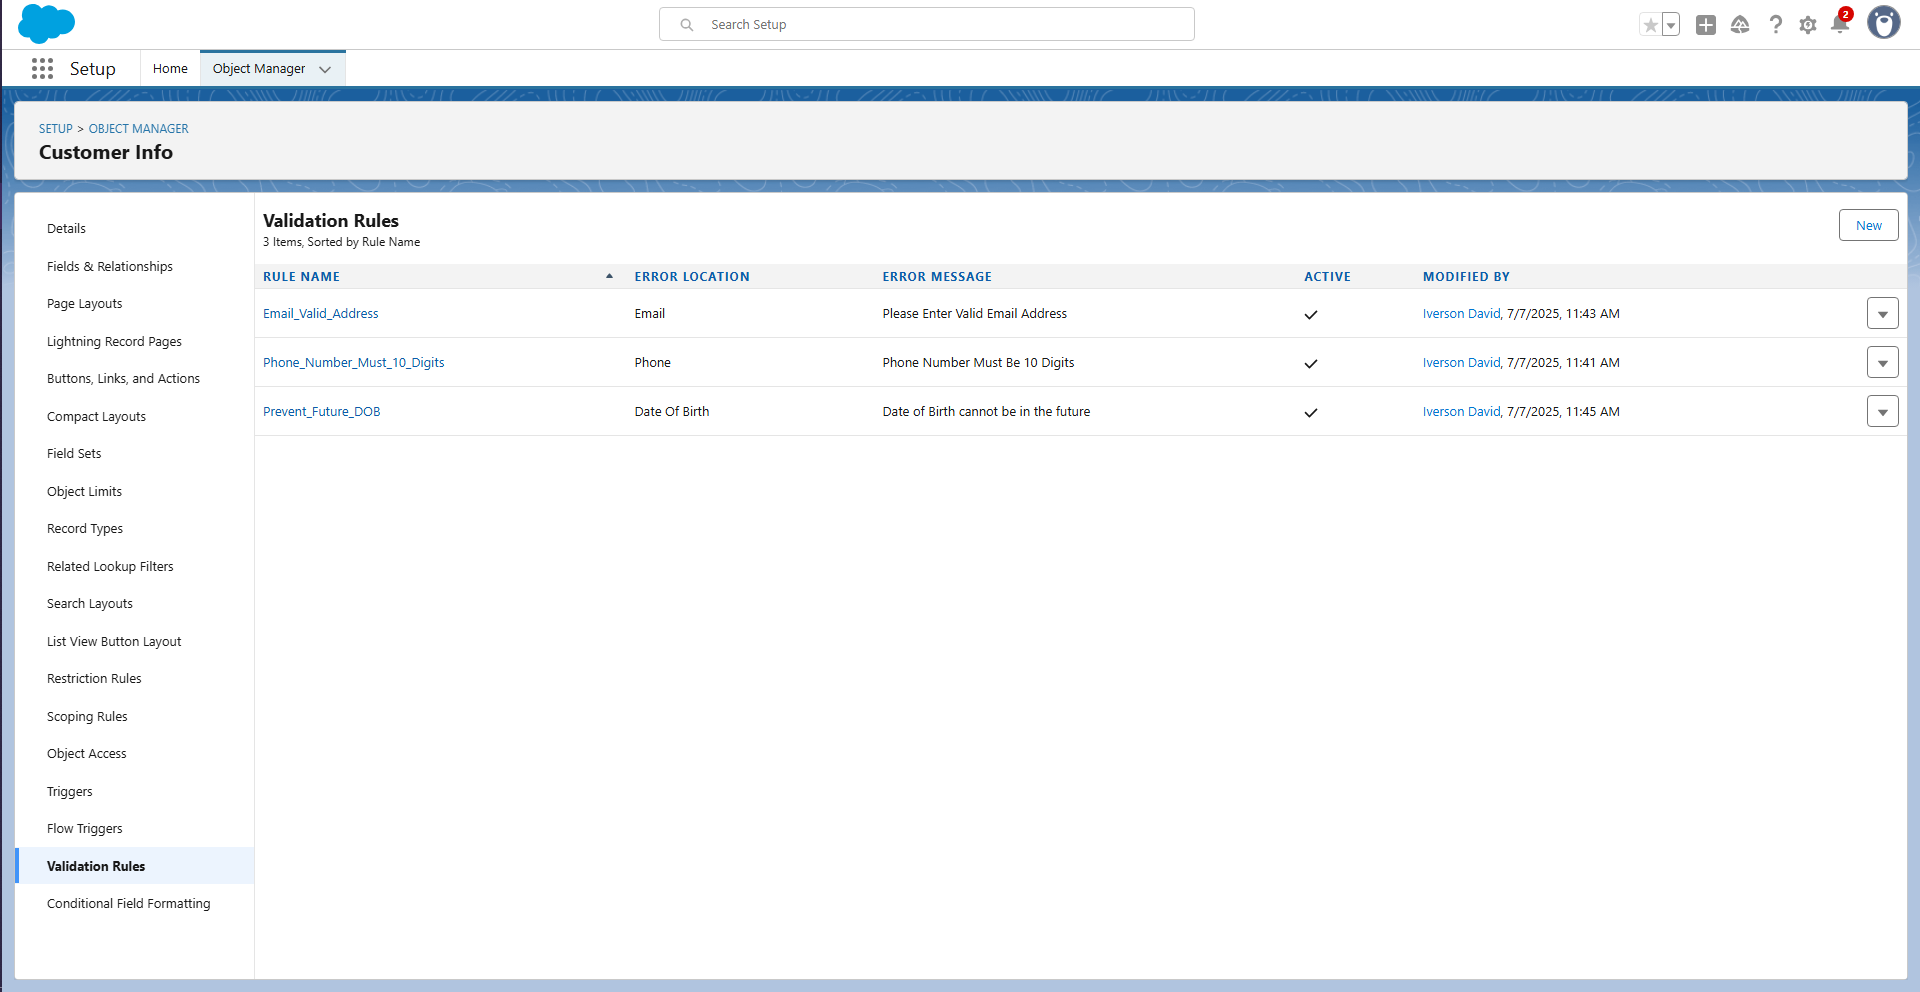 Search Setup
2
Setup
Home
Object Manager
SETUP > OBJECT MANAGER
Customer Info
Details
Fields & Relationships
Page Layouts
Lightning Record Pages
Buttons, Links, and Actions
Compact Layouts
Field Sets
Object Limits
Record Types
Related Lookup Filters
Search Layouts
List View Button Layout
Restriction Rules
Scoping Rules
Object Access
Triggers
Flow Triggers
Validation Rules
Conditional Field Formatting
Validation Rules
3 Items, Sorted by Rule Name
New
RULE NAME ERROR LOCATION ERROR MESSAGE ACTIVE MODIFIED BY
Email_Valid_Address Email Please Enter Valid Email Address Iverson David, 7/7/2025, 11:43 AM
Phone_Number_Must_10_Digits Phone Phone Number Must Be 10 Digits Iverson David, 7/7/2025, 11:41 AM
Prevent_Future_DOB Date Of Birth Date of Birth cannot be in the future Iverson David, 7/7/2025, 11:45 AM